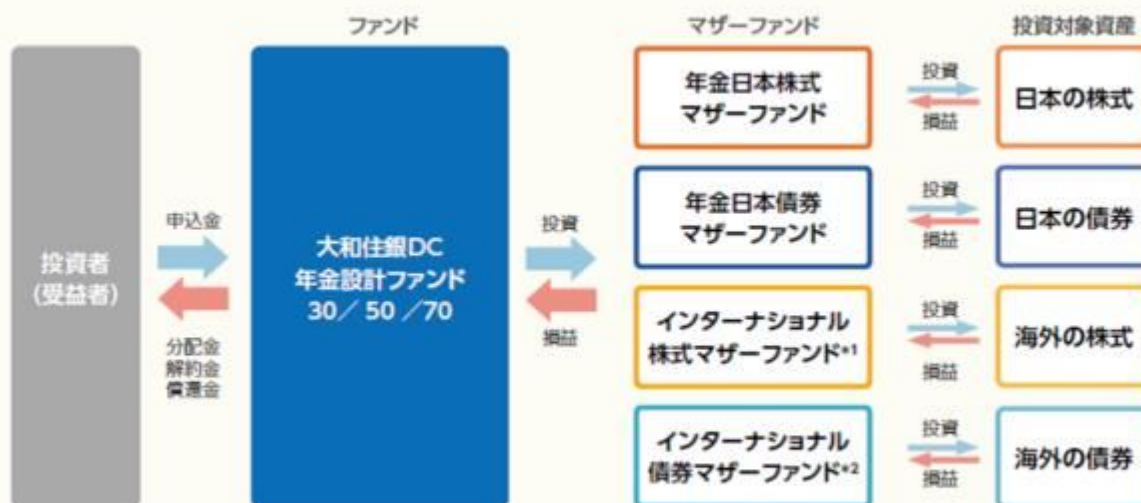 ファンド
マザーファンド
投資対象資産
投資者
(受益者)
申込金
分配金
解約金
償還金
大和住銀DC
年金設計ファンド
30／50／70
投資
損益
年金日本株式
マザーファンド
投資
損益
日本の株式
年金日本債券
マザーファンド
投資
損益
日本の債券
インターナショナル
株式マザーファンド*1
投資
損益
海外の株式
インターナショナル
債券マザーファンド*2
投資
損益
海外の債券